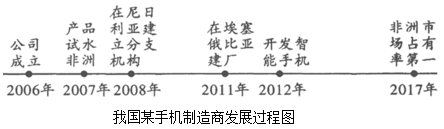 公司
成立
产品
试水
非洲
在尼日
利亚建
立分支
机构
在埃塞
俄比亚
建厂
开发智
能手机
非洲市
场占有
率第一
2006年 2007年 2008年 2011年 2012年 2017年
我国某手机制造商发展过程图